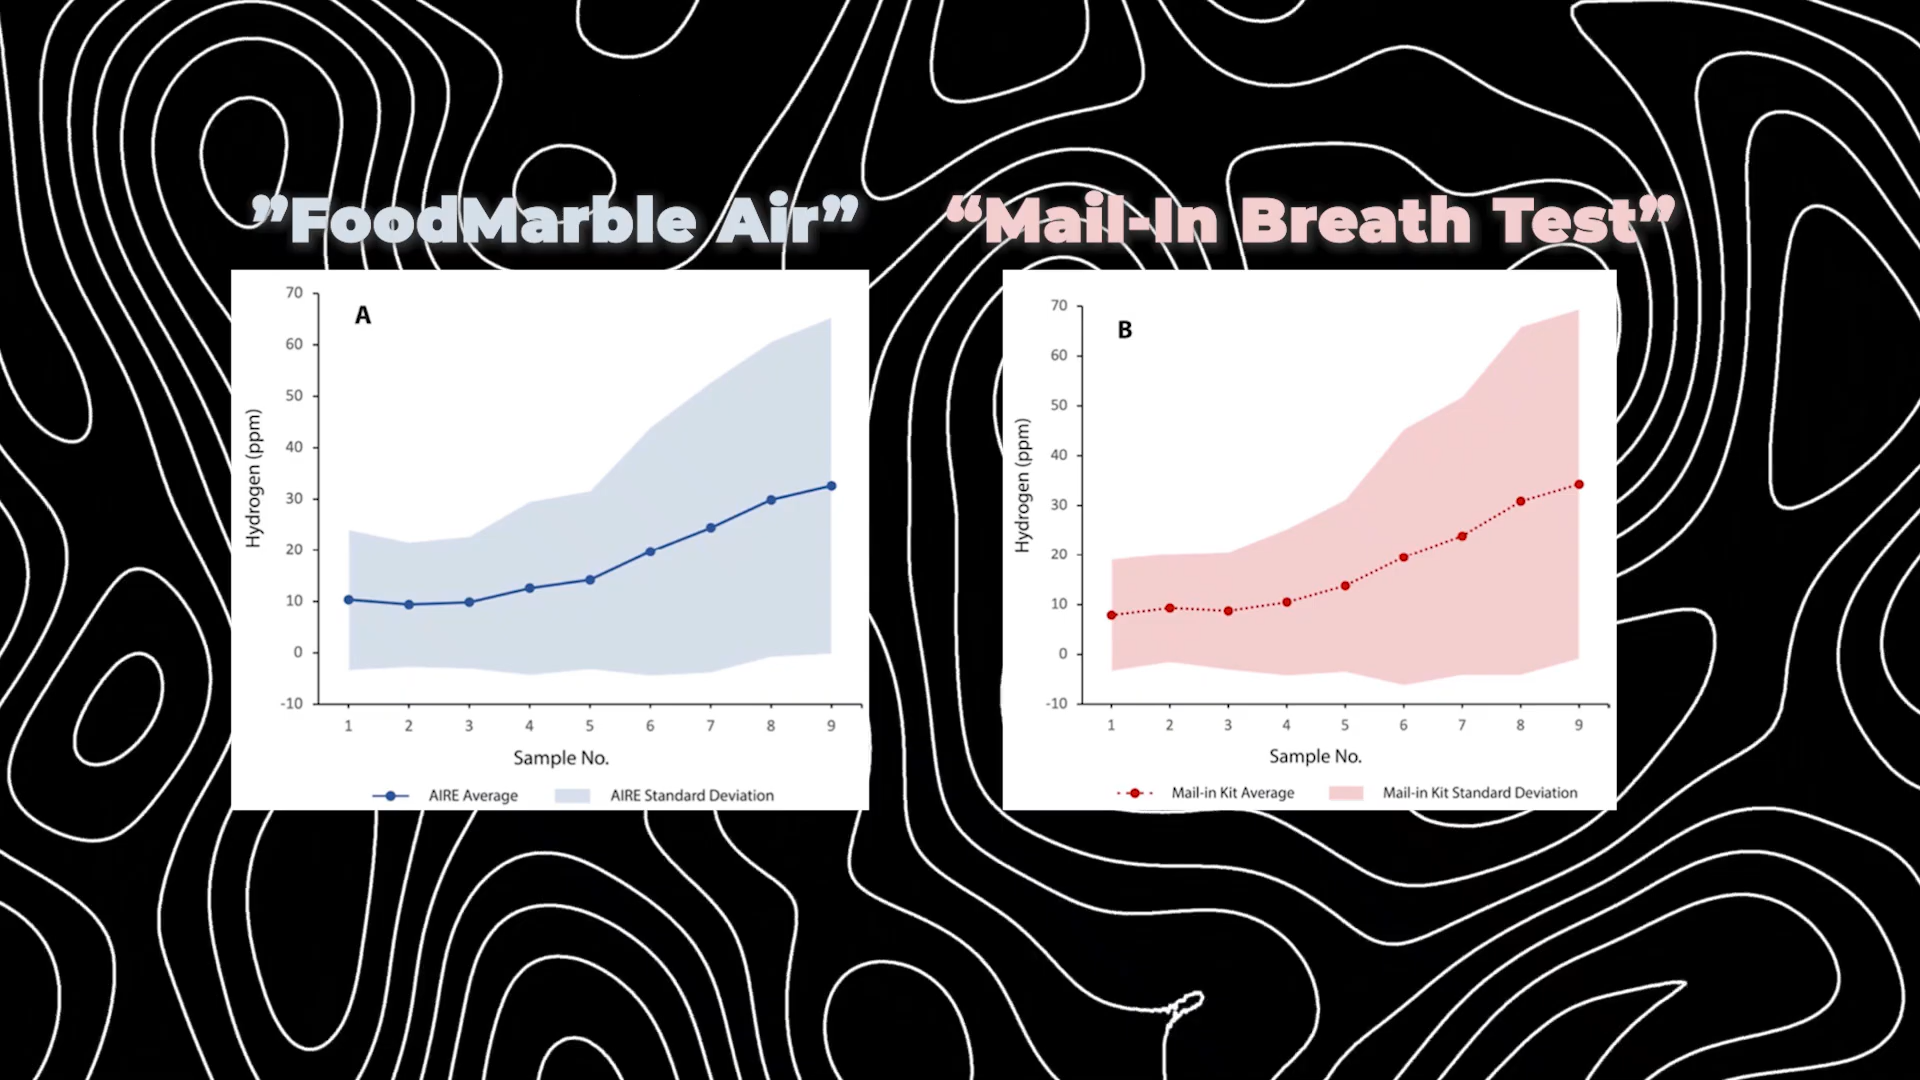 ”FoodMarble Air”
“Mail-In Breath Test”
A
70
60
50
40
30
20
10
0
-10
Hydrogen (ppm)
1 2 3 4 5 6 7 8 9
Sample No.
AIRE Average AIRE Standard Deviation
B
70
60
50
40
30
20
10
0
-10
Hydrogen (ppm)
1 2 3 4 5 6 7 8 9
Sample No.
Mail-in Kit Average Mail-in Kit Standard Deviation